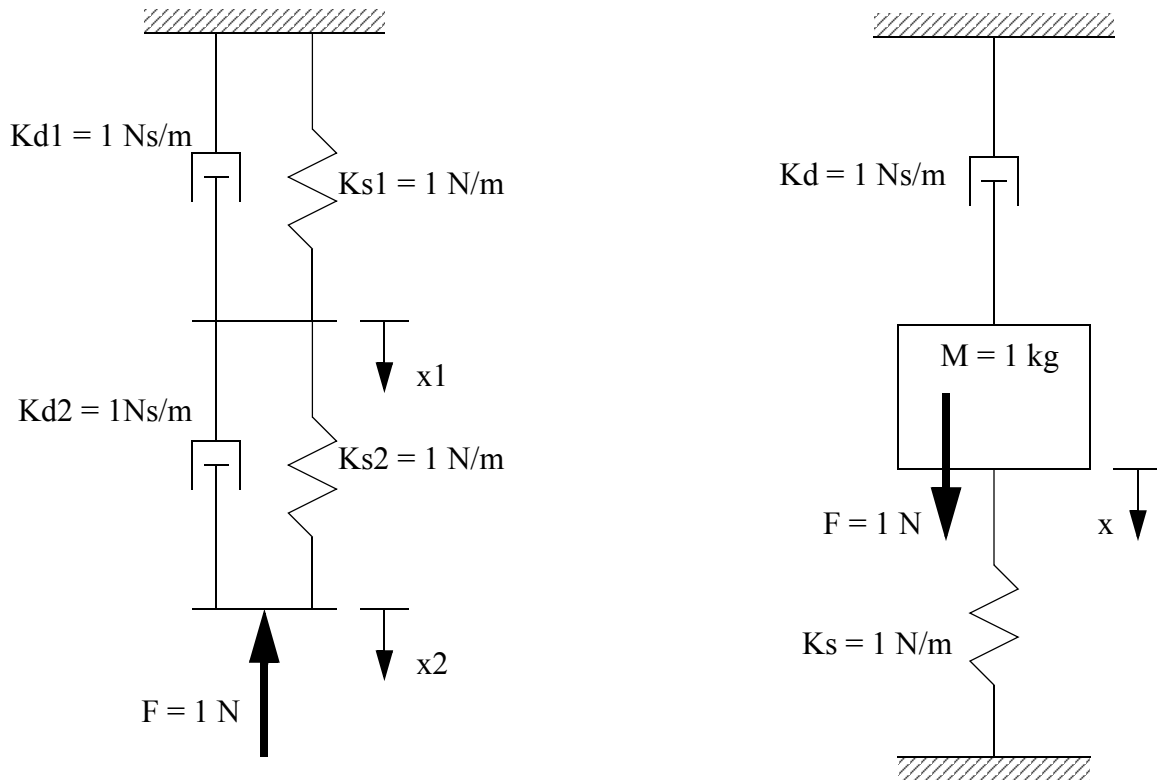 Kd1 = 1 Ns/m
Ks1 = 1 N/m
x1
Kd2 = 1Ns/m
Ks2 = 1 N/m
x2
F = 1 N
Kd = 1 Ns/m
M = 1 kg
F = 1 N
x
Ks = 1 N/m